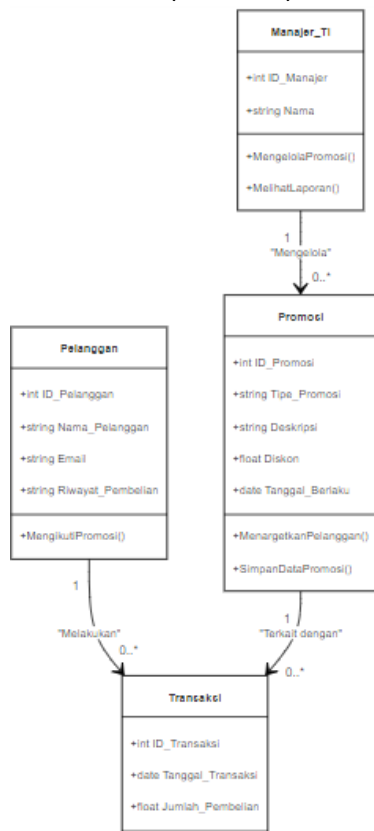 Manajer_TI
+int ID_Manajer
+string Nama
+MengelolaPromosi()
+MelihatLaporan()
1
"Mengelola"
0..*
Promosi
+int ID_Promosi
+string Tipe_Promosi
+string Deskripsi
+float Diskon
+date Tanggal_Berlaku
+MenargetkanPelanggan()
+SimpanDataPromosi()
Pelanggan
+int ID_Pelanggan
+string Nama_Pelanggan
+string Email
+string Riwayat_Pembelian
+MengikutiPromosi()
1
"Melakukan"
0..*
1
"Terkait dengan"
0..*
Transaksi
+int ID_Transaksi
+date Tanggal_Transaksi
+float Jumlah_Pembelian